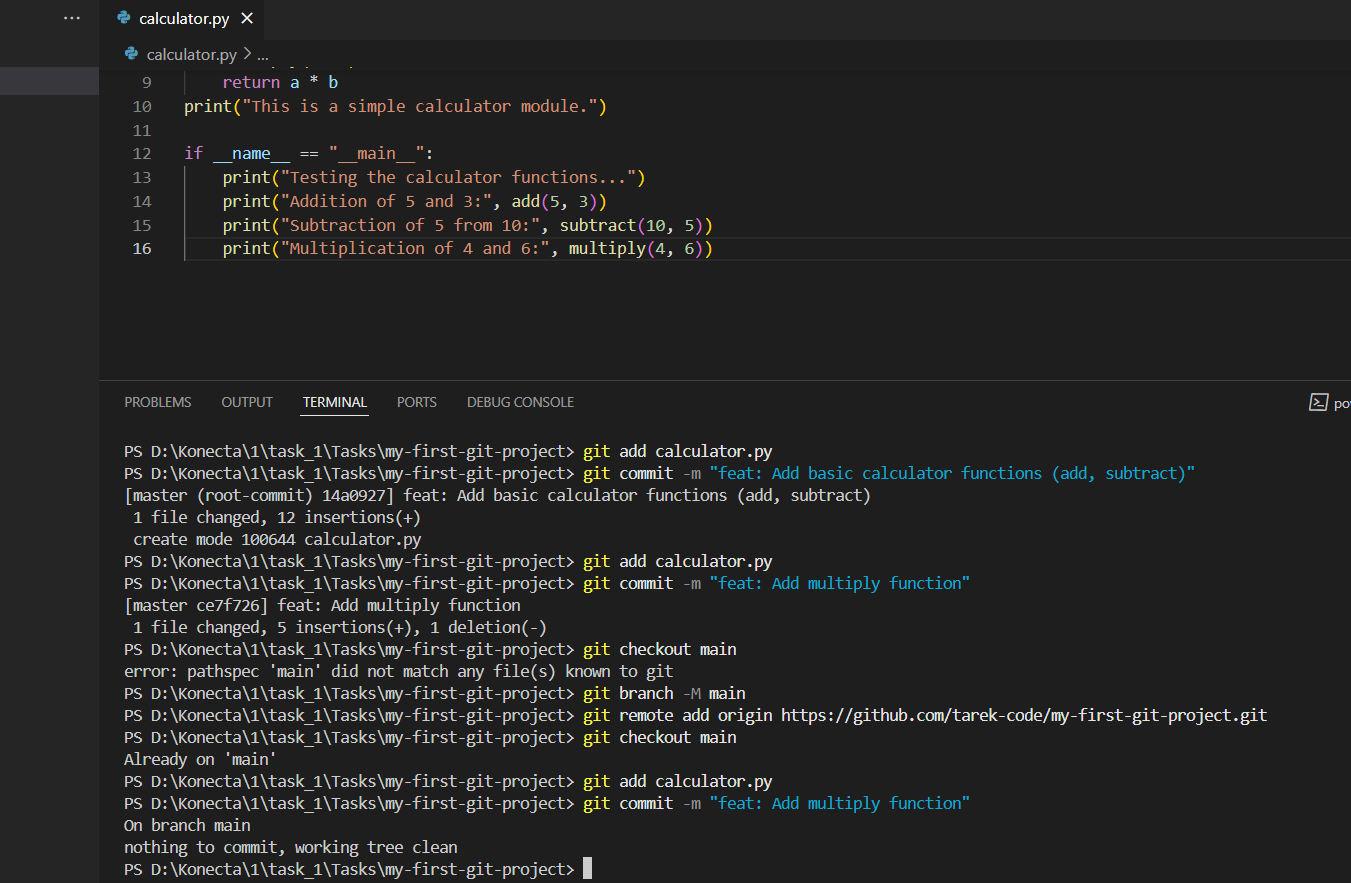 calculator.py
calculator.py > ...
9 return a * b
10 print("This is a simple calculator module.")
11
12 if __name__ == "__main__":
13 print("Testing the calculator functions...")
14 print("Addition of 5 and 3:", add(5, 3))
15 print("Subtraction of 5 from 10:", subtract(10, 5))
16 print("Multiplication of 4 and 6:", multiply(4, 6))
PROBLEMS OUTPUT TERMINAL PORTS DEBUG CONSOLE
PS D:\Konecta\1\task_1\Tasks\my-first-git-project> git add calculator.py
PS D:\Konecta\1\task_1\Tasks\my-first-git-project> git commit -m "feat: Add basic calculator functions (add, subtract)"
[master (root-commit) 14a0927] feat: Add basic calculator functions (add, subtract)
1 file changed, 12 insertions(+)
create mode 100644 calculator.py
PS D:\Konecta\1\task_1\Tasks\my-first-git-project> git add calculator.py
PS D:\Konecta\1\task_1\Tasks\my-first-git-project> git commit -m "feat: Add multiply function"
[master ce7f726] feat: Add multiply function
1 file changed, 5 insertions(+), 1 deletion(-)
PS D:\Konecta\1\task_1\Tasks\my-first-git-project> git checkout main
error: pathspec 'main' did not match any file(s) known to git
PS D:\Konecta\1\task_1\Tasks\my-first-git-project> git branch -M main
PS D:\Konecta\1\task_1\Tasks\my-first-git-project> git remote add origin https://github.com/tarek-code/my-first-git-project.git
PS D:\Konecta\1\task_1\Tasks\my-first-git-project> git checkout main
Already on 'main'
PS D:\Konecta\1\task_1\Tasks\my-first-git-project> git add calculator.py
PS D:\Konecta\1\task_1\Tasks\my-first-git-project> git commit -m "feat: Add multiply function"
On branch main
nothing to commit, working tree clean
PS D:\Konecta\1\task_1\Tasks\my-first-git-project>